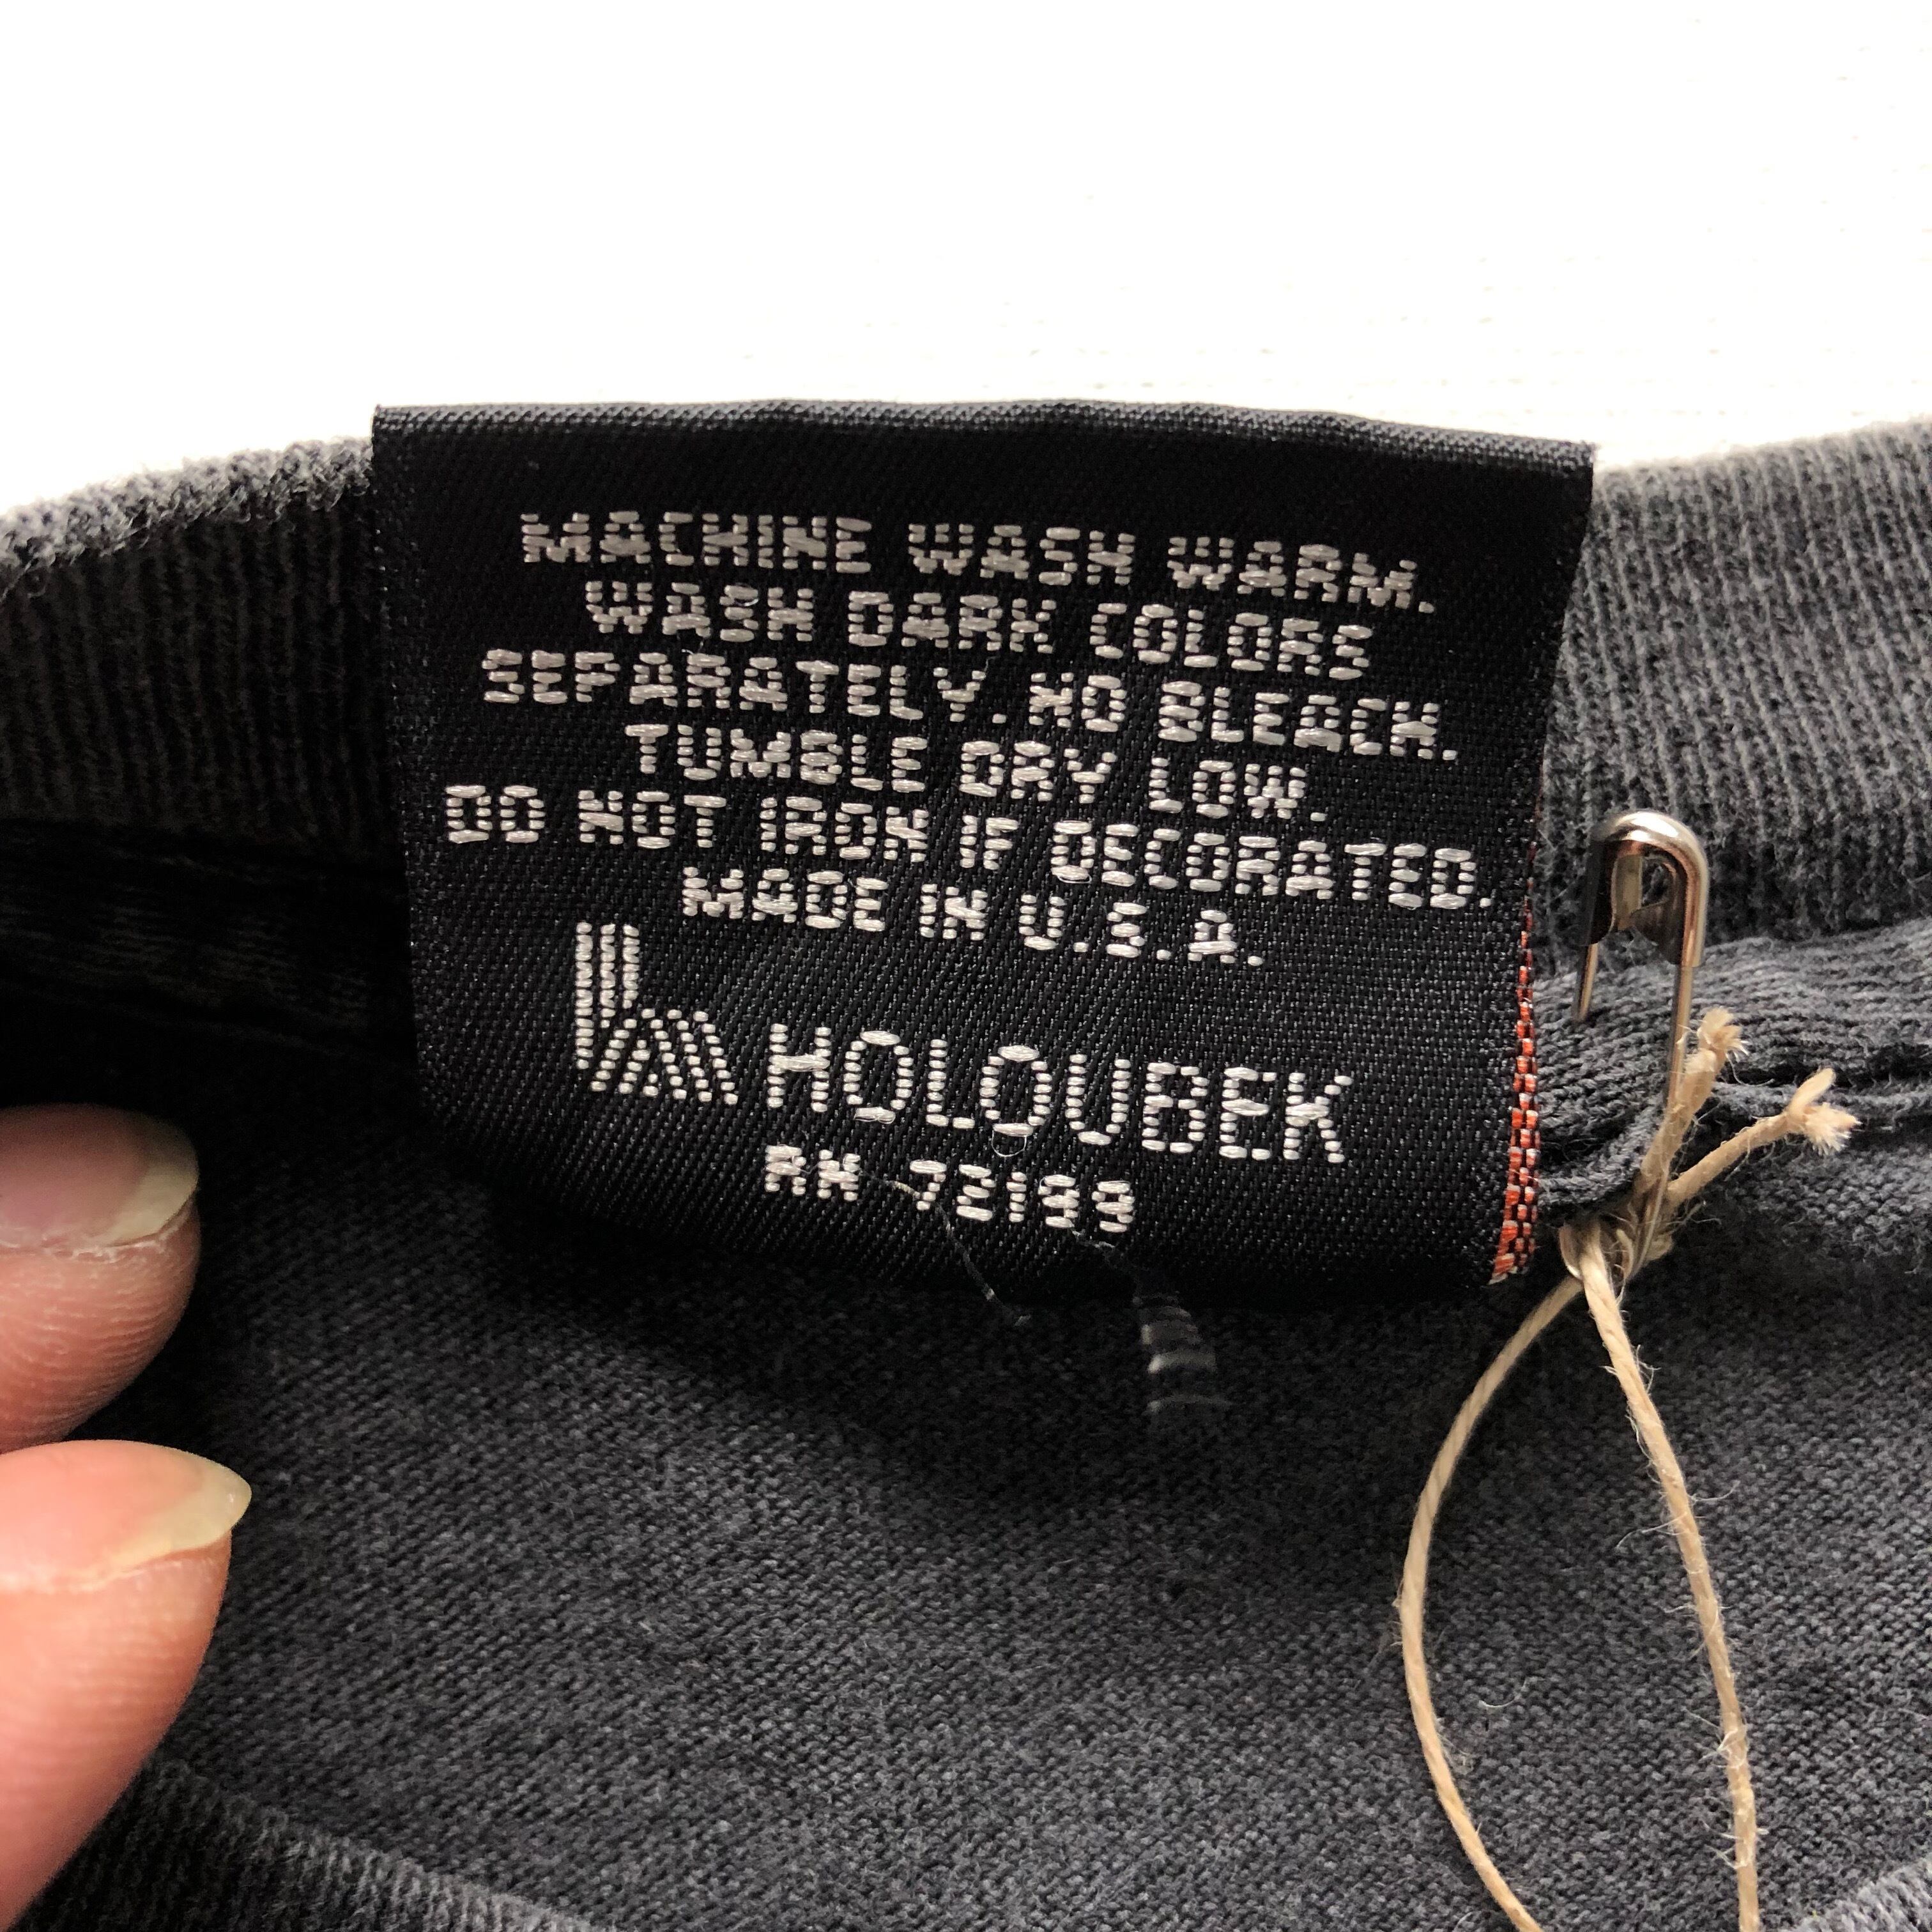 MACHINE WASH WARM.
WASH DARK COLORS
SEPARATELY. NO BLEACH.
TUMBLE DRY LOW.
DO NOT IRON IF DECORATED.
MADE IN U.S.A.
HOLOUBEK
RN 72199